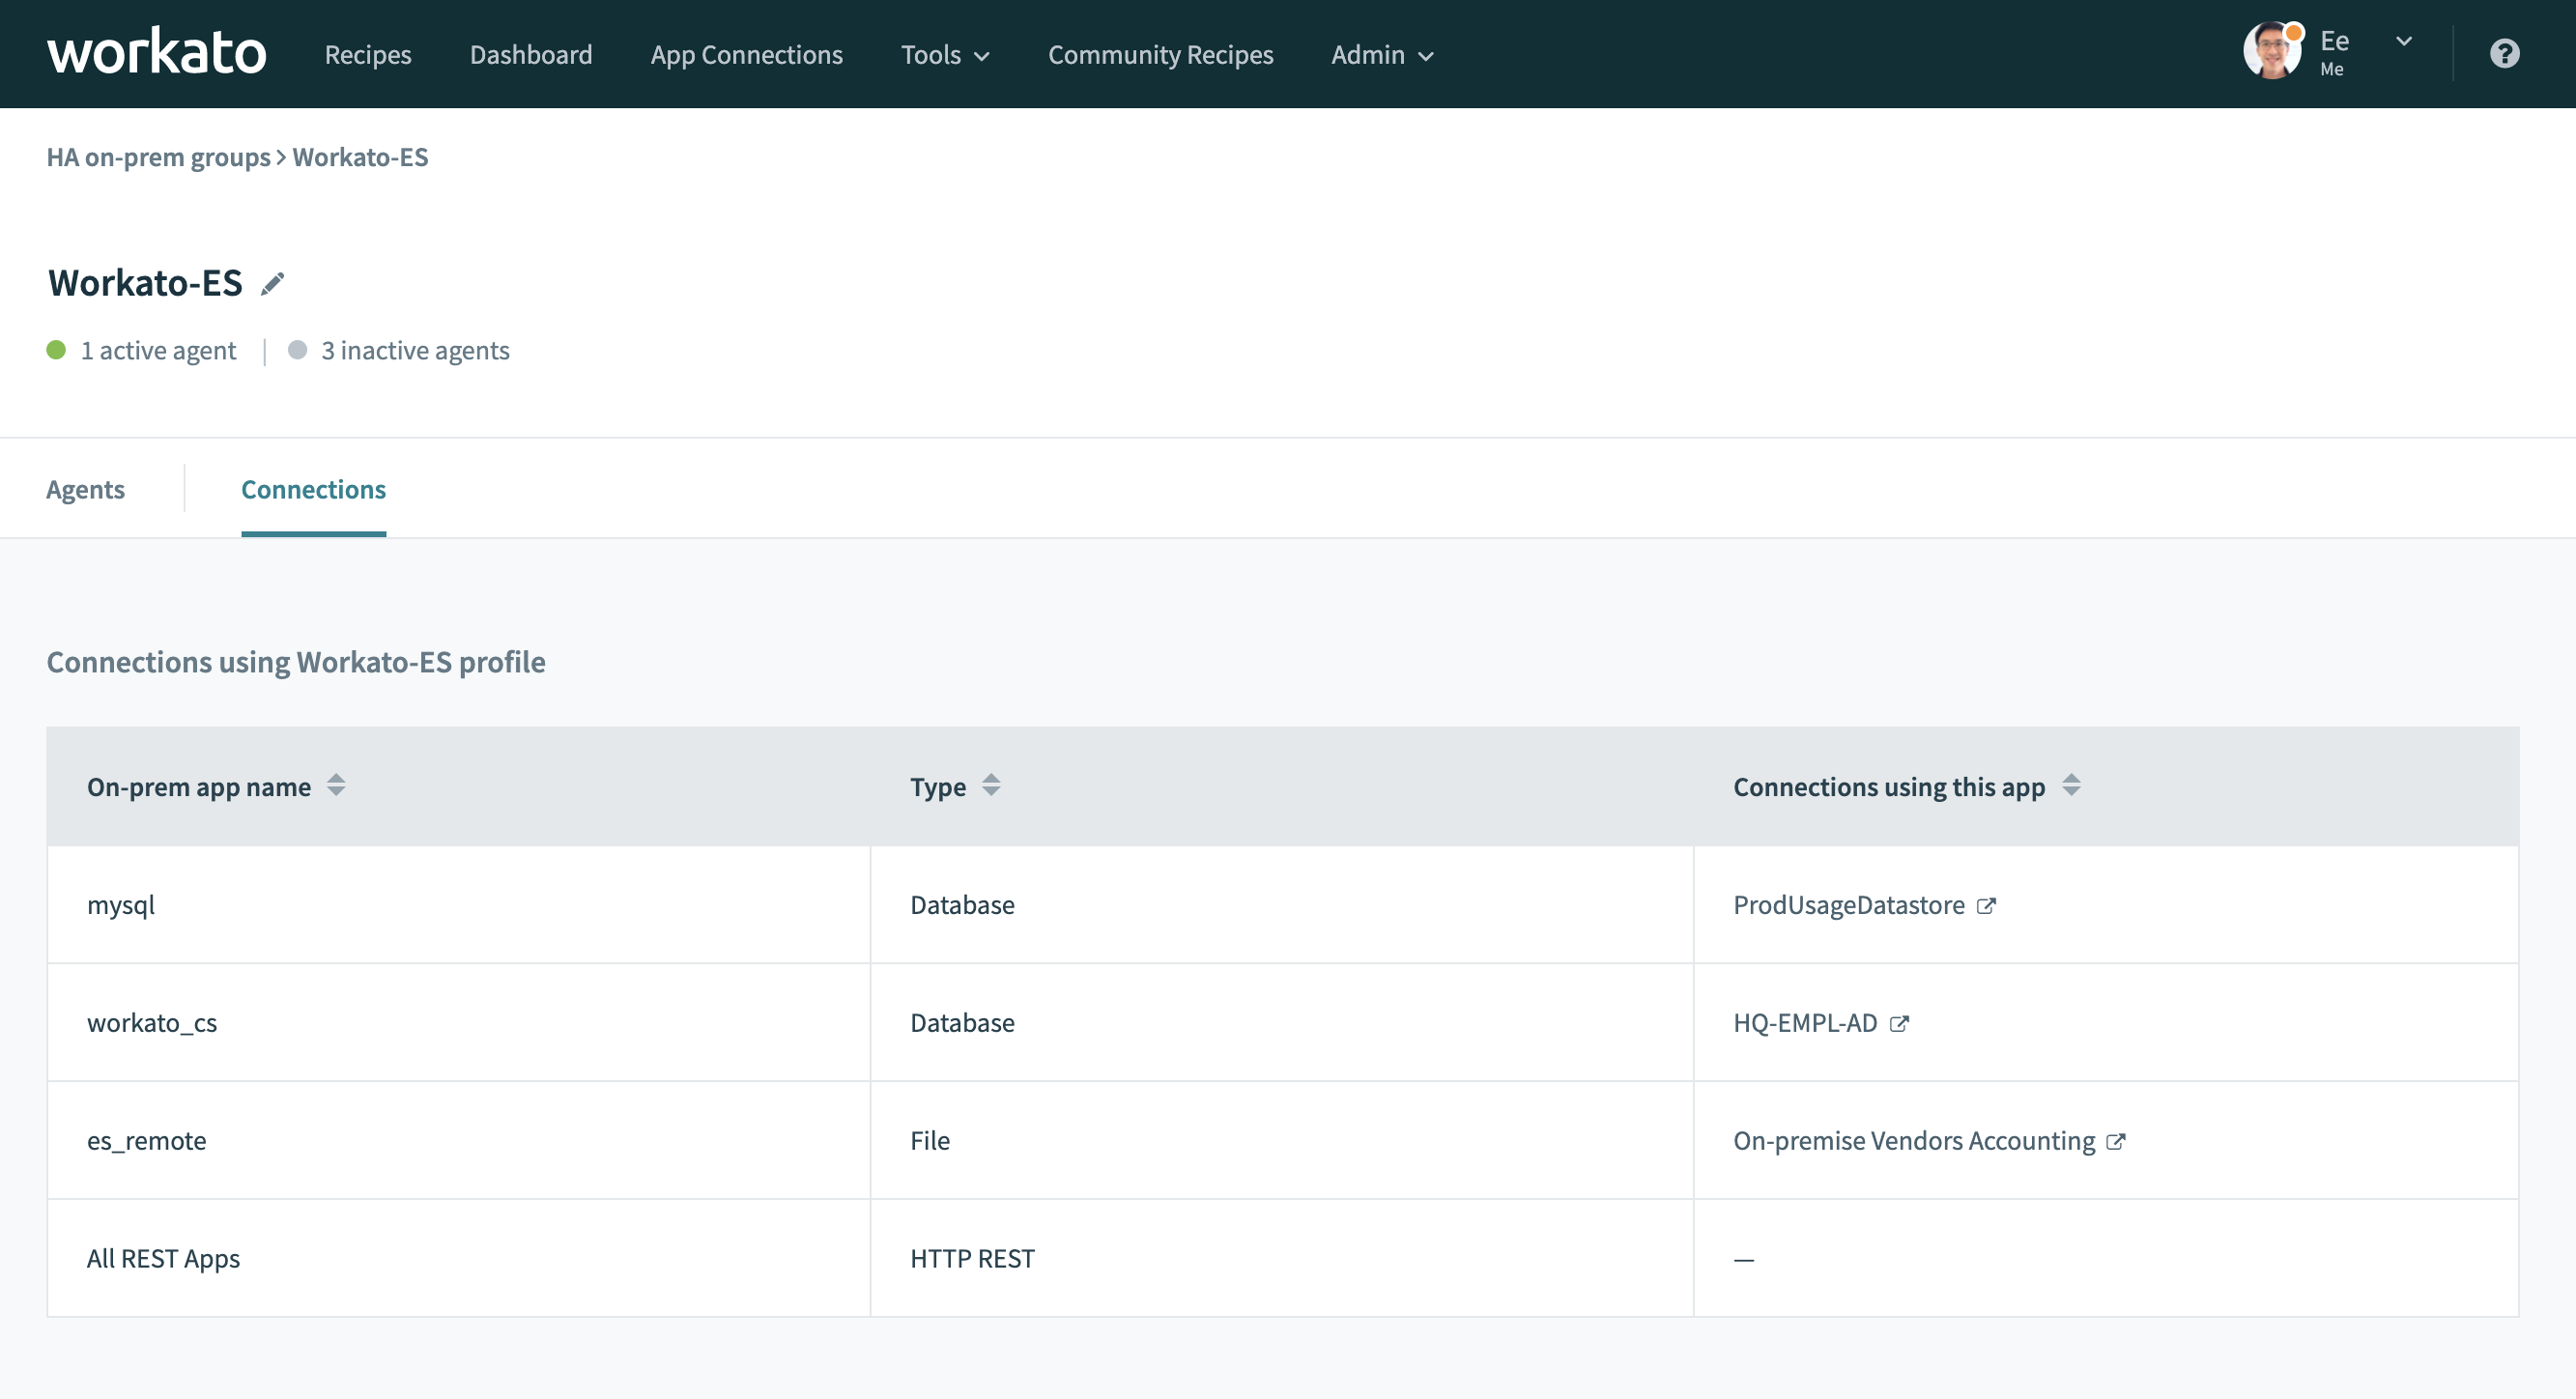 workato Recipes Dashboard App Connections Tools Community Recipes Admin Ee
Me
?
HA on-prem groups > Workato-ES
Workato-ES
1 active agent | 3 inactive agents
Agents Connections
Connections using Workato-ES profile
On-prem app name Type Connections using this app
mysql Database ProdUsageDatastore
workato_cs Database HQ-EMPL-AD
es_remote File On-premise Vendors Accounting
All REST Apps HTTP REST —